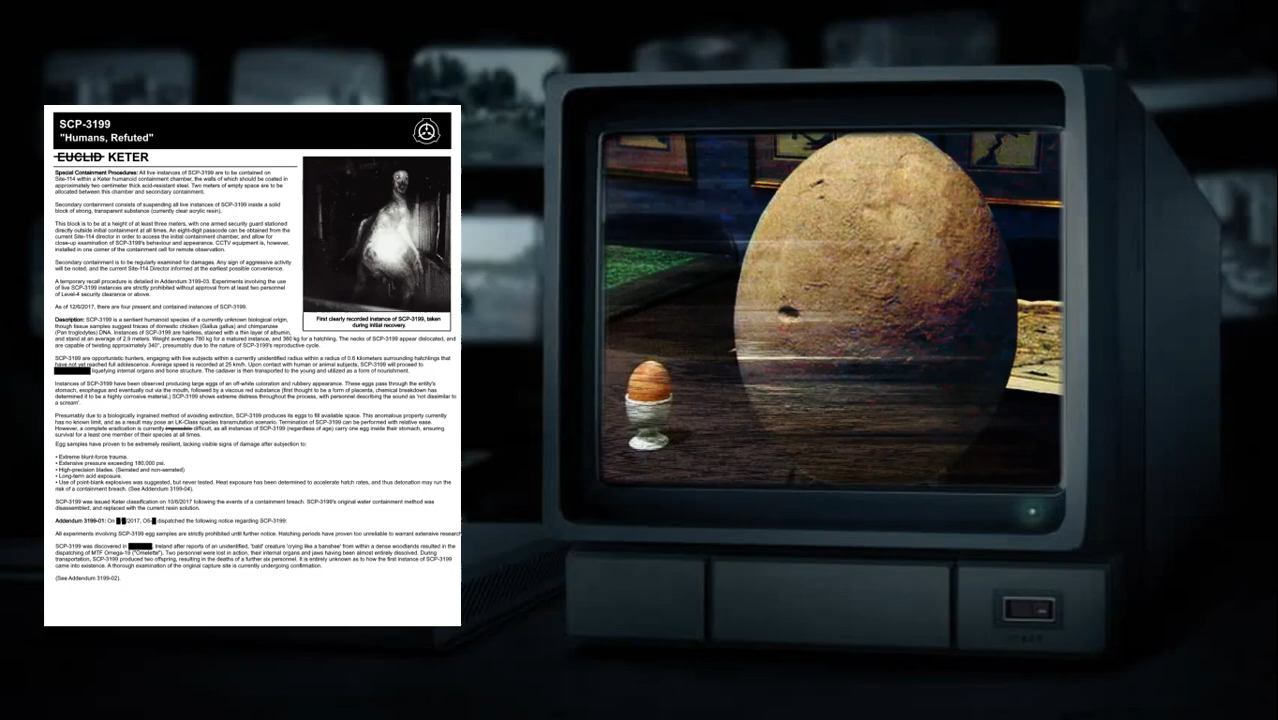 SCP-3199
"Humans, Refuted"
EUCLID KETER
Special Containment Procedures: All live instances of SCP-3199 are to be contained on
Site-114 within a Keter humanoid containment chamber, the walls of which should be coated in
approximately two centimeter thick acid-resistant steel. Two meters of empty space are to be
allocated between this chamber and secondary containment.
Secondary containment consists of suspending all live instances of SCP-3199 inside a solid
block of strong, transparent substance (currently clear acrylic resin).
This block is to be at a height of at least three meters, with one armed security guard stationed
directly outside initial containment at all times. An eight-digit passcode can be obtained from the
current Site-114 director in order to access the initial containment chamber, and allow for
close-up examination of SCP-3199's behaviour and appearance. CCTV equipment is, however,
installed in one corner of the containment cell for remote observation.
Secondary containment is to be regularly examined for damages. Any sign of aggressive activity
will be noted, and the current Site-114 Director informed at the earliest possible convenience.
A temporary recall procedure is detailed in Addendum 3199-03. Experiments involving the use
of live SCP-3199 instances are strictly prohibited without approval from at least two personnel
of Level-4 security clearance or above.
As of 12/6/2017, there are four present and contained instances of SCP-3199.
First clearly recorded instance of SCP-3199, taken
during initial recovery.
Description: SCP-3199 is a sentient humanoid species of a currently unknown biological origin,
though tissue samples suggest traces of domestic chicken (Gallus gallus) and chimpanzee
(Pan troglodytes) DNA. Instances of SCP-3199 are hairless, stained with a thin layer of albumin,
and stand at an average of 2.9 meters. Weight averages 780 kg for a matured instance, and 360 kg for a hatchling. The necks of SCP-3199 appear dislocated, and
are capable of twisting approximately 340°, presumably due to the nature of SCP-3199's reproductive cycle.
SCP-3199 are opportunistic hunters, engaging with live subjects within a currently unidentified radius within a radius of 0.6 kilometers surrounding hatchlings that
have not yet reached full adolescence. Average speed is recorded at 25 km/h. Upon contact with human or animal subjects, SCP-3199 will proceed to
liquefying internal organs and bone structure. The cadaver is then transported to the young and utilized as a form of nourishment.
Instances of SCP-3199 have been observed producing large eggs of an off-white coloration and rubbery appearance. These eggs pass through the entity's
stomach, esophagus and eventually out via the mouth, followed by a viscous red substance (first thought to be a form of placenta, chemical breakdown has
determined it to be a highly corrosive material.) SCP-3199 shows extreme distress throughout the process, with personnel describing the sound as 'not dissimilar to
a scream'.
Presumably due to a biologically ingrained method of avoiding extinction, SCP-3199 produces its eggs to fill available space. This anomalous property currently
has no known limit, and as a result may pose an LK-Class species transmutation scenario. Termination of SCP-3199 can be performed with relative ease.
However, a complete eradication is currently impossible difficult, as all instances of SCP-3199 (regardless of age) carry one egg inside their stomach, ensuring
survival for at least one member of their species at all times.
Egg samples have proven to be extremely resilient, lacking visible signs of damage after subjection to:
• Extreme blunt-force trauma.
• Extensive pressure exceeding 180,000 psi.
• High-precision blades. (Serrated and non-serrated)
• Long-term acid exposure.
• Use of point-blank explosives was suggested, but never tested. Heat exposure has been determined to accelerate hatch rates, and thus detonation may run the
risk of a containment breach. (See Addendum 3199-04).
SCP-3199 was issued Keter classification on 10/6/2017 following the events of a containment breach. SCP-3199's original water containment method was
disassembled, and replaced with the current resin solution.
Addendum 3199-01: On / /2017, O5- dispatched the following notice regarding SCP-3199:
All experiments involving SCP-3199 egg samples are strictly prohibited until further notice. Hatching periods have proven too unreliable to warrant extensive research
SCP-3199 was discovered in , Ireland after reports of an unidentified, 'bald' creature 'crying like a banshee' from within a dense woodlands resulted in the
dispatching of MTF Omega-19 ("Omelette"). Two personnel were lost in action, their internal organs and jaws having been almost entirely dissolved. During
transportation, SCP-3199 produced two offspring, resulting in the deaths of a further six personnel. It is entirely unknown as to how the first instance of SCP-3199
came into existence. A thorough examination of the original capture site is currently undergoing confirmation.
(See Addendum 3199-02).